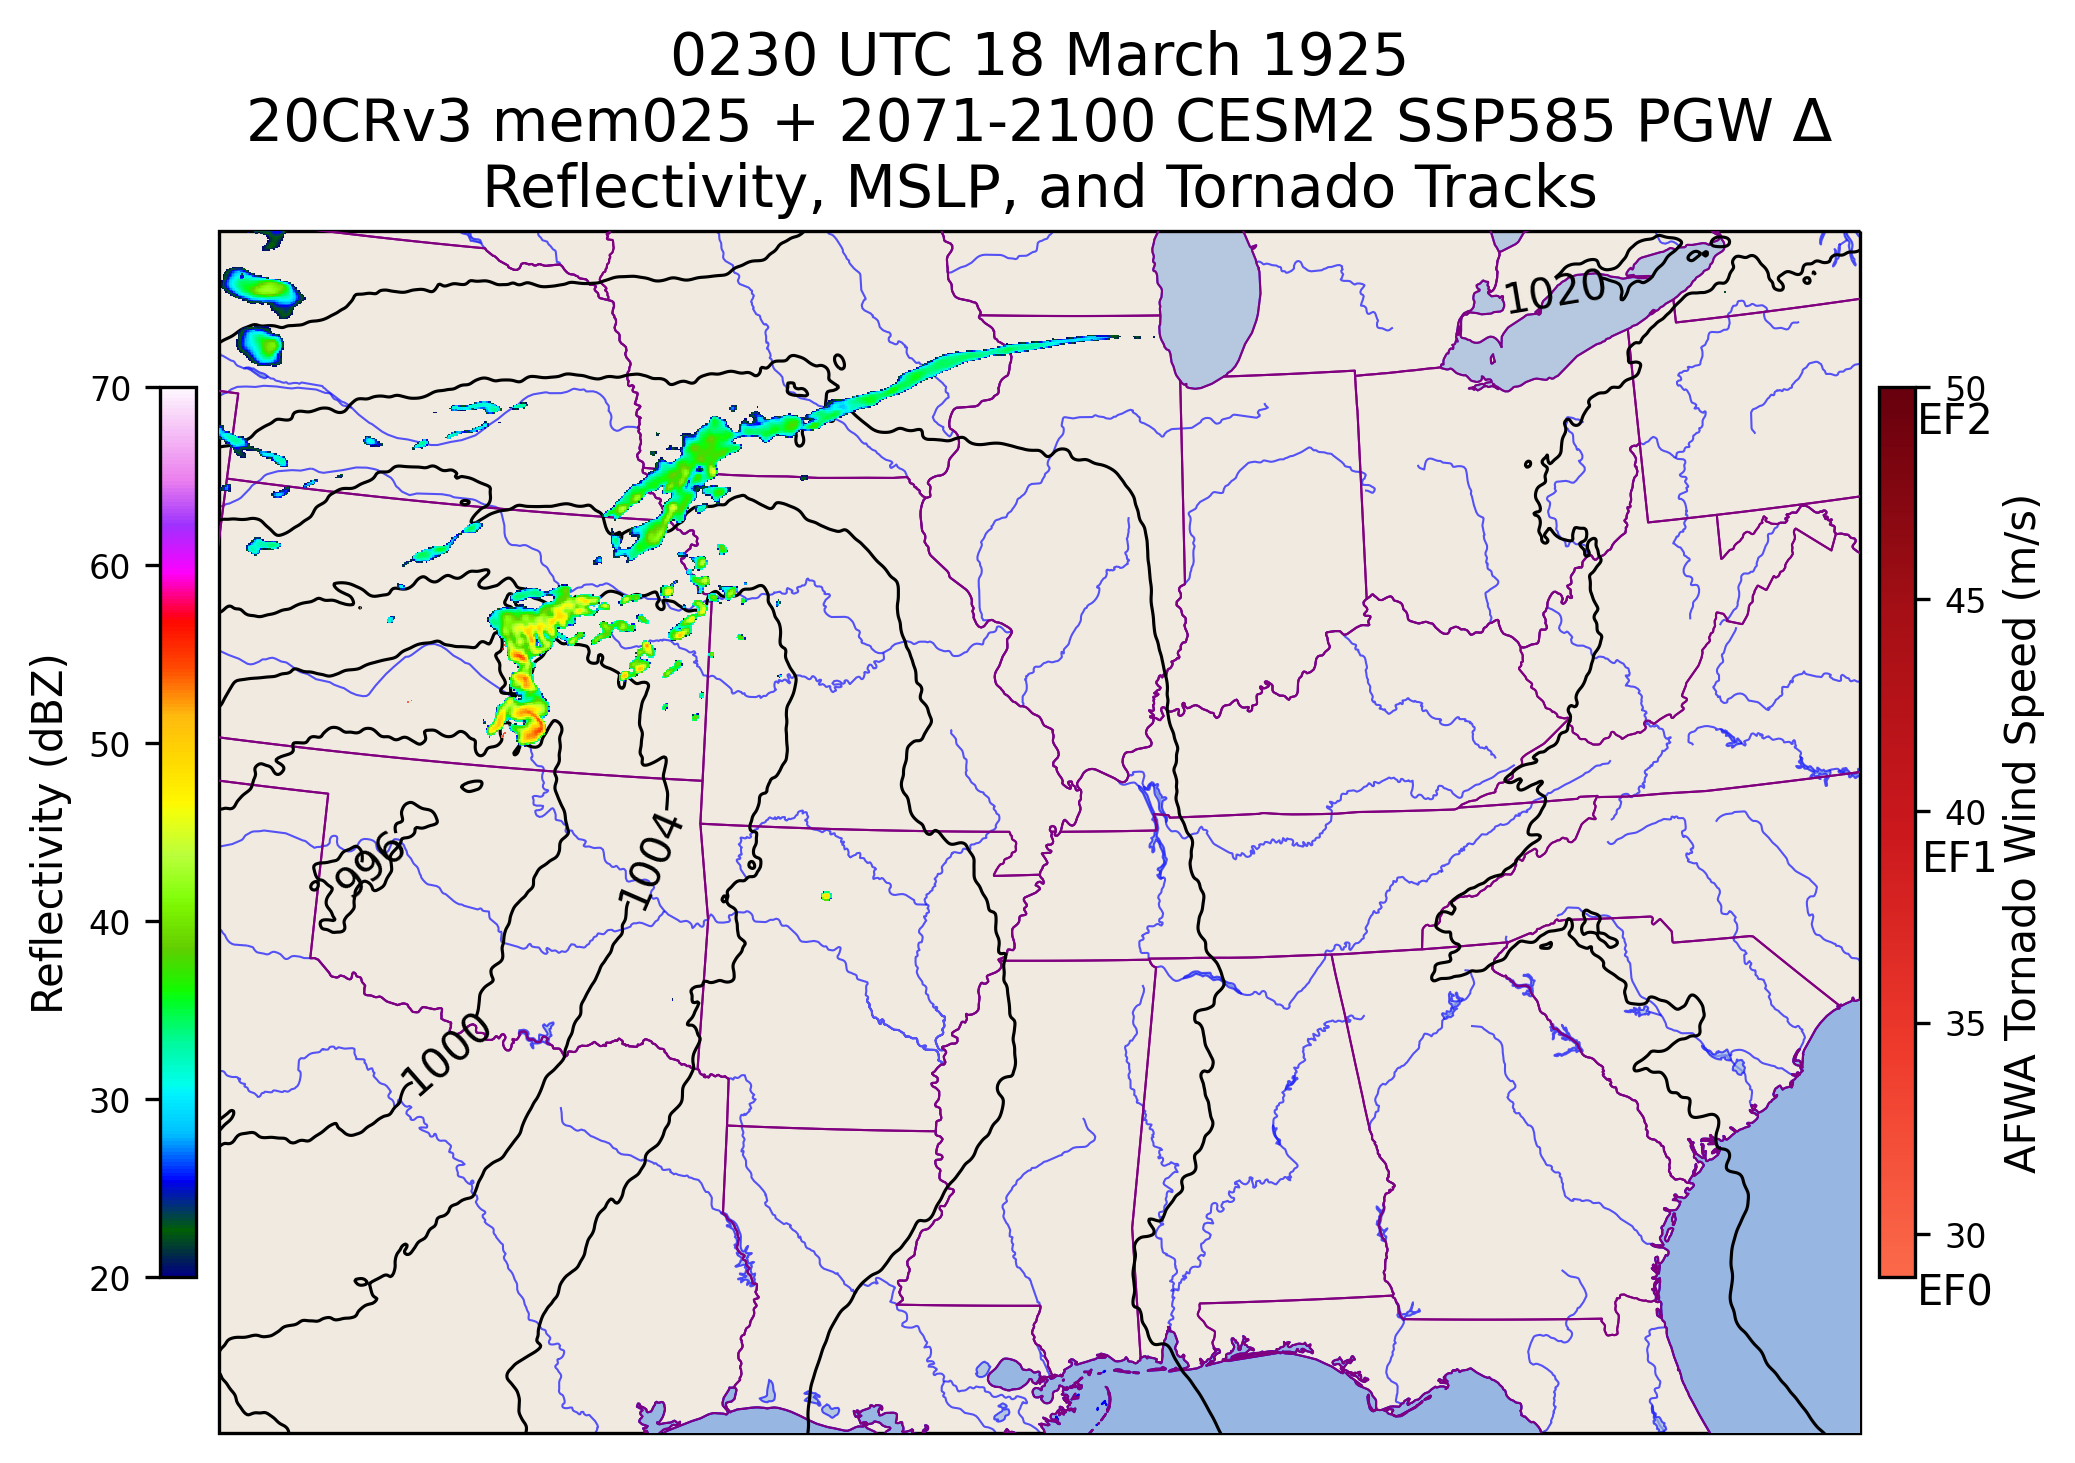 0230 UTC 18 March 1925
20CRv3 mem025 + 2071-2100 CESM2 SSP585 PGW Δ
Reflectivity, MSLP, and Tornado Tracks
Reflectivity (dBZ)
70
60
50
40
30
20
1020
996
1004
1000
50
EF2
45
40
EF1
35
30
EF0
AFWA Tornado Wind Speed (m/s)